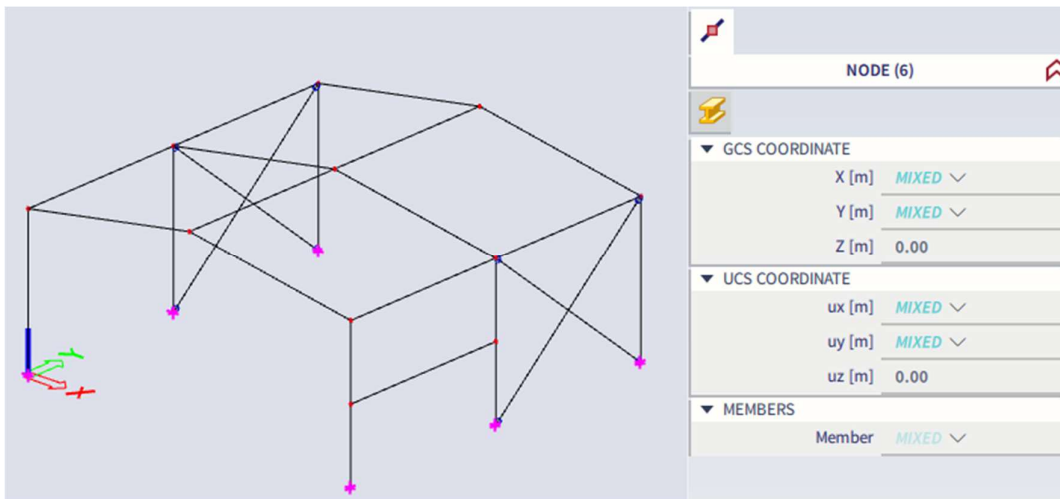 NODE (6)
GCS COORDINATE
X [m] MIXED
Y [m] MIXED
Z [m] 0.00
UCS COORDINATE
ux [m] MIXED
uy [m] MIXED
uz [m] 0.00
MEMBERS
Member MIXED
Y
X